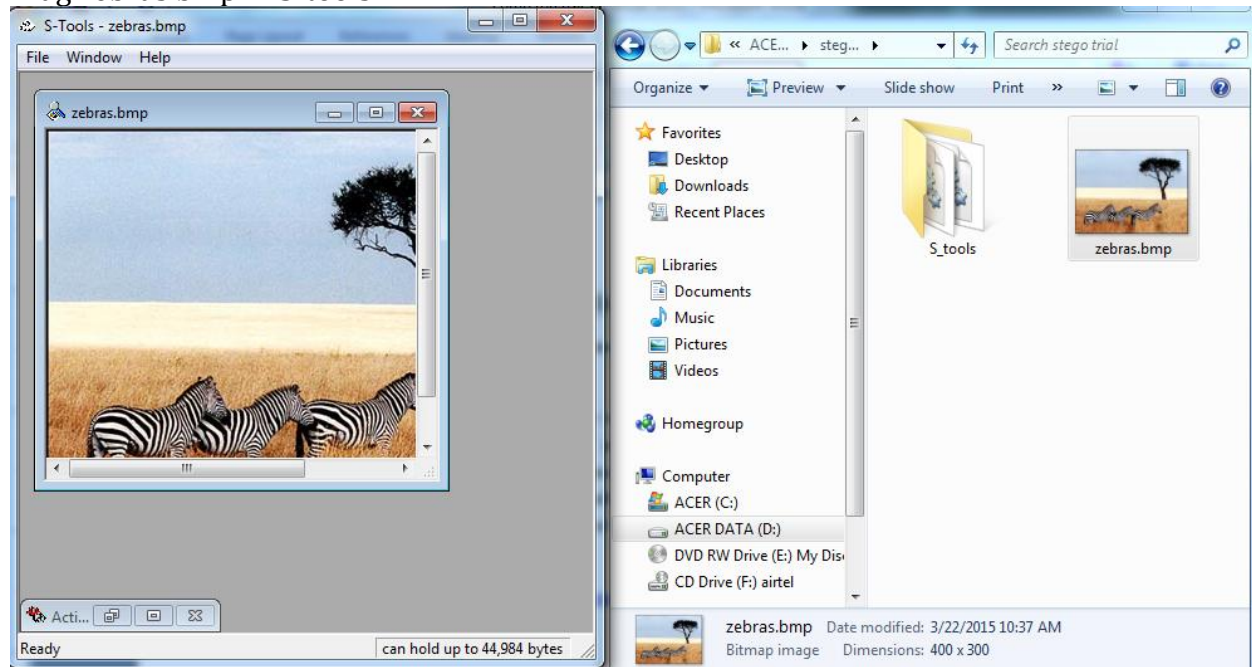 S-Tools - zebras.bmp
File Window Help
zebras.bmp
Acti...
Ready
can hold up to 44,984 bytes
« ACE... steg...
Search stego trial
Organize Preview Slide show Print »
Favorites
Desktop
Downloads
Recent Places
Libraries
Documents
Music
Pictures
Videos
Homegroup
Computer
ACER (C:)
ACER DATA (D:)
DVD RW Drive (E:) My Dis
CD Drive (F:) airtel
S_tools
zebras.bmp
zebras.bmp Date modified: 3/22/2015 10:37 AM
Bitmap image Dimensions: 400 x 300